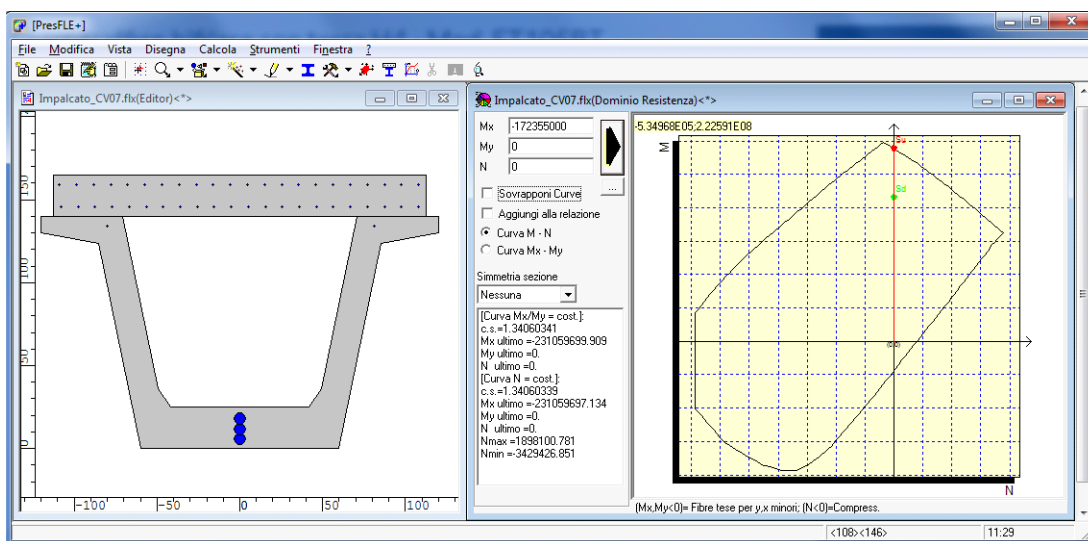 [PresFLE+]
File Modifica Vista Disegna Calcola Strumenti Finestra ?
Impalcato_CV07.flx(Editor)<*>
150
100
50
0
-100 -50 0 50 100
Impalcato_CV07.flx(Dominio Resistenza)<*>
Mx -172355000
My 0
N 0
...
Sovrapponi Curve
Aggiungi alla relazione
Curva M - N
Curva Mx - My
Simmetria sezione
Nessuna
[Curva Mx/My = cost.]:
c.s.=1.34060341
Mx ultimo =-231059699.909
My ultimo =0.
N ultimo =0.
[Curva N = cost.]:
c.s.=1.34060339
Mx ultimo =-231059697.134
My ultimo =0.
N ultimo =0.
Nmax =1898100.781
Nmin =-3429426.851
-5.34968E05;2.22591E08
M
Su
Sd
N
(Mx,My<0)= Fibre tese per y,x minori; (N<0)=Compress.
<108><146>
11:29